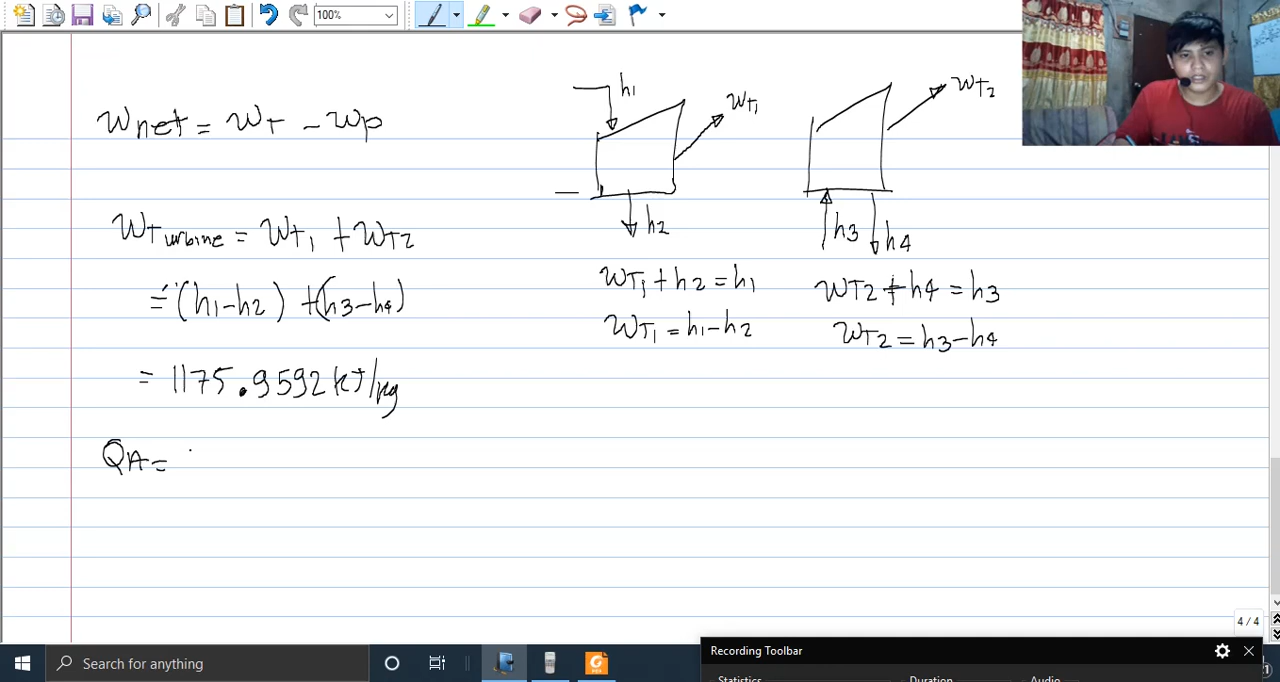 100%
Wnet = WT - WP
h1
WT1
WT2
h2
h3
h4
WTurbine = WT1 + WT2
= (h1-h2) + (h3-h4)
= 1175.9592 kJ/kg
QA =
WT1 + h2 = h1
WT1 = h1-h2
WT2 + h4 = h3
WT2 = h3-h4
4 / 4
Recording Toolbar
Search for anything
Statistics
Duration
Audio